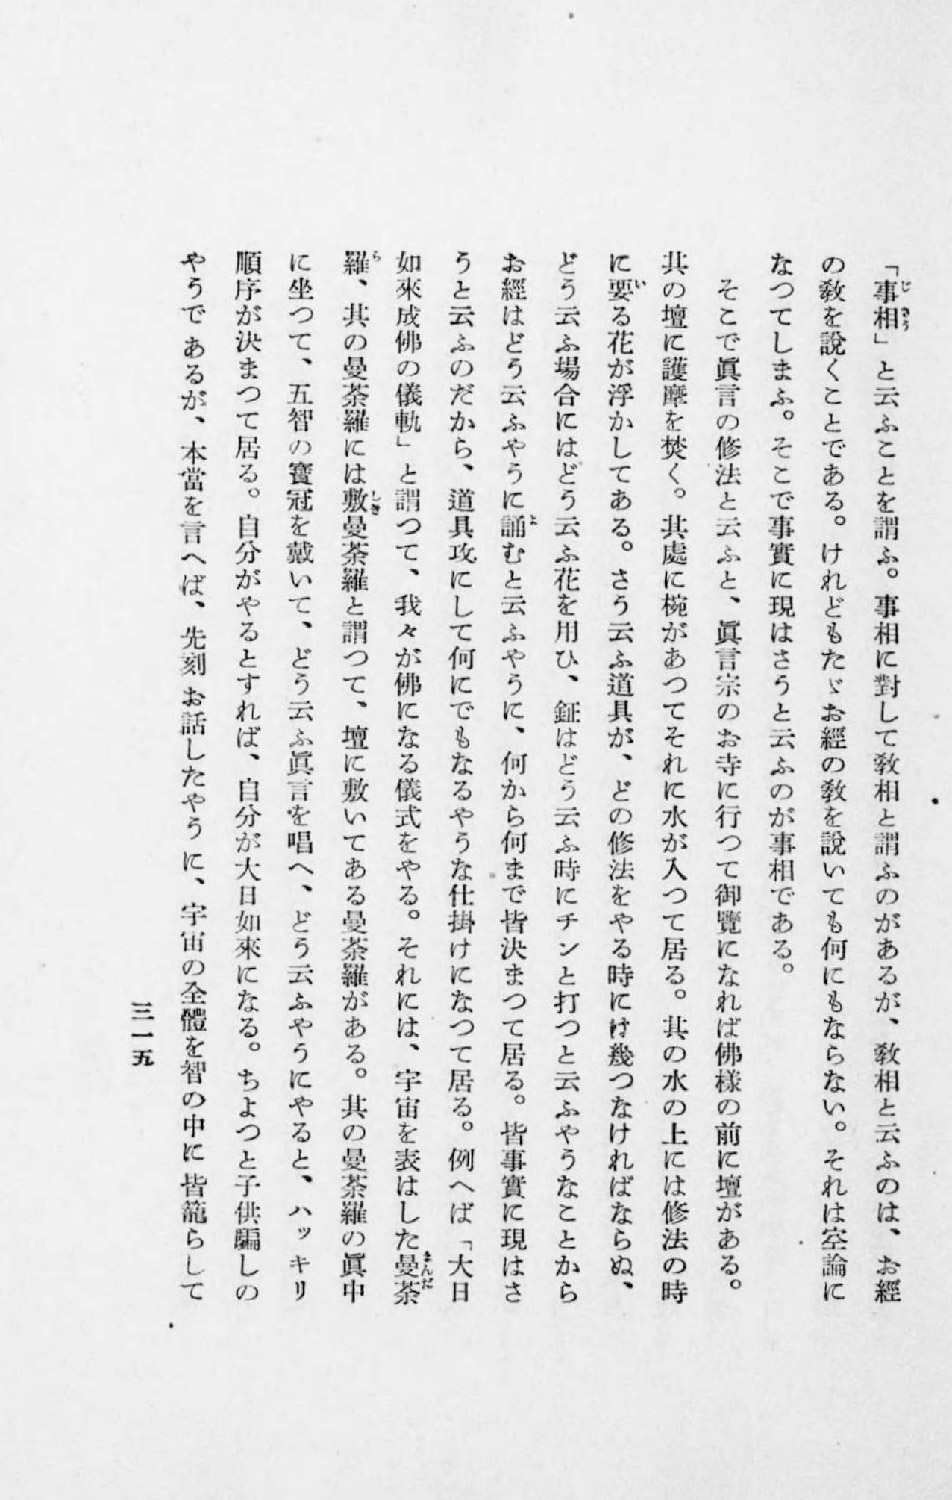 「事相」と云ふことを謂ふ。事相に對して敎相と謂ふのがあるが、敎相と云ふのは、お經
の敎を說くことである。けれどもたゞお經の敎を說いても何にもならない。それは空論に
なつてしまふ。そこで事實に現はさうと云ふのが事相である。
そこで眞言の修法と云ふと、眞言宗のお寺に行つて御覽になれば佛樣の前に壇がある。
其の壇に護摩を焚く。其處に椀があつてそれに水が入つて居る。其の水の上には修法の時
に要る花が浮かしてある。さう云ふ道具が、どの修法をやる時には幾つなければならぬ、
どう云ふ場合にはどう云ふ花を用ひ、鉦はどう云ふ時にチンと打つと云ふやうなことから
お經はどう云ふやうに誦むと云ふやうに、何から何まで皆決まつて居る。皆事實に現はさ
うと云ふのだから、道具攻にして何にでもなるやうな仕掛けになつて居る。例へば「大日
如來成佛の儀軌」と謂つて、我々が佛になる儀式をやる。それには、宇宙を表はした曼荼
羅、其の曼荼羅には敷曼荼羅と謂つて、壇に敷いてある曼荼羅がある。其の曼荼羅の眞中
に坐つて、五智の寶冠を戴いて、どう云ふ眞言を唱へ、どう云ふやうにやると、ハッキリ
順序が決まつて居る。自分がやるとすれば、自分が大日如來になる。ちよつと子供騙しの
やうであるが、本當を言へば、先刻お話したやうに、宇宙の全體を智の中に皆籠らして
三一五